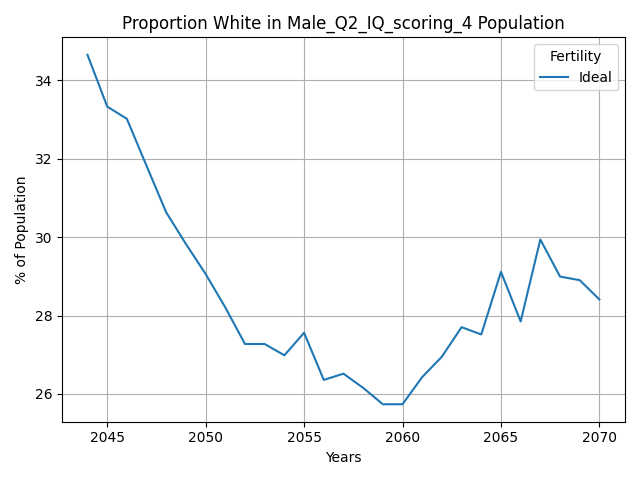 Proportion White in Male_Q2_IQ_scoring_4 Population
Fertility
Ideal
% of Population
34
32
30
28
26
2045 2050 2055 2060 2065 2070
Years